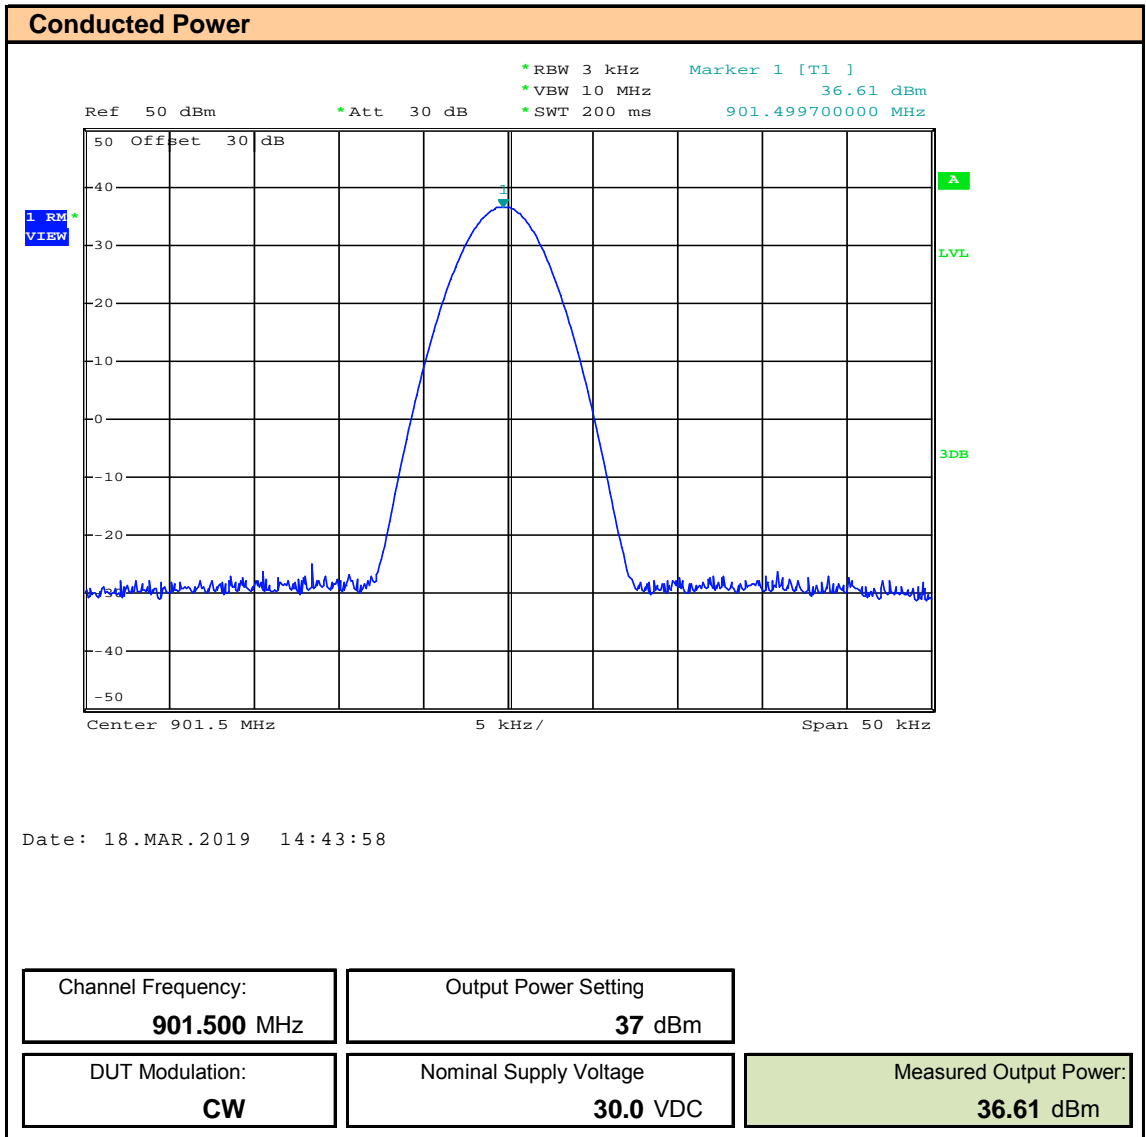 Conducted Power
*RBW 3 kHz Marker 1 [T1 ]
*VBW 10 MHz 36.61 dBm
Ref 50 dBm *Att 30 dB *SWT 200 ms 901.499700000 MHz
50 Offset 30 dB
A
40
1
1 RM *
VIEW
30
LVL
20
10
0
3DB
-10
-20
-30
-40
-50
Center 901.5 MHz 5 kHz/ Span 50 kHz
Date: 18.MAR.2019 14:43:58
Channel Frequency:
901.500 MHz
Output Power Setting
37 dBm
DUT Modulation:
CW
Nominal Supply Voltage
30.0 VDC
Measured Output Power:
36.61 dBm